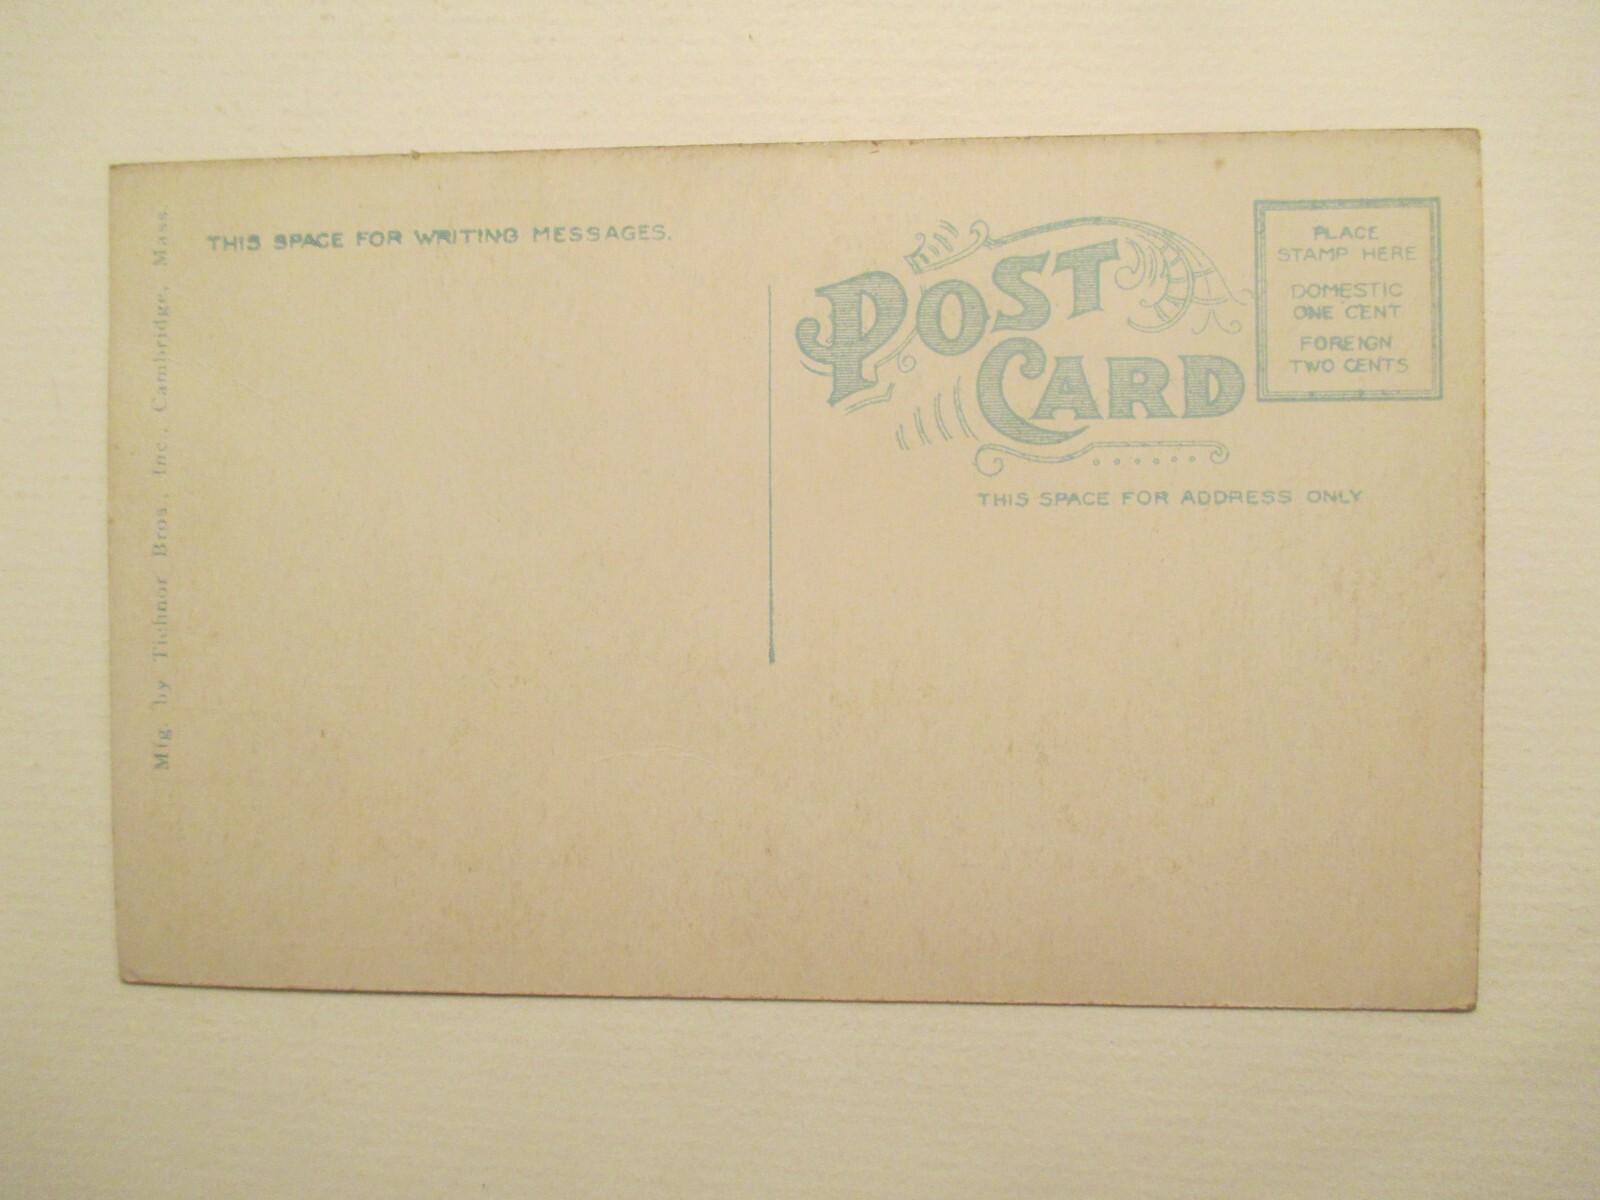 THIS SPACE FOR WRITING MESSAGES.
POST
CARD
THIS SPACE FOR ADDRESS ONLY
PLACE
STAMP HERE
DOMESTIC
ONE CENT
FOREIGN
TWO CENTS
Mfg. by Tichnor Bros., Inc., Cambridge, Mass.